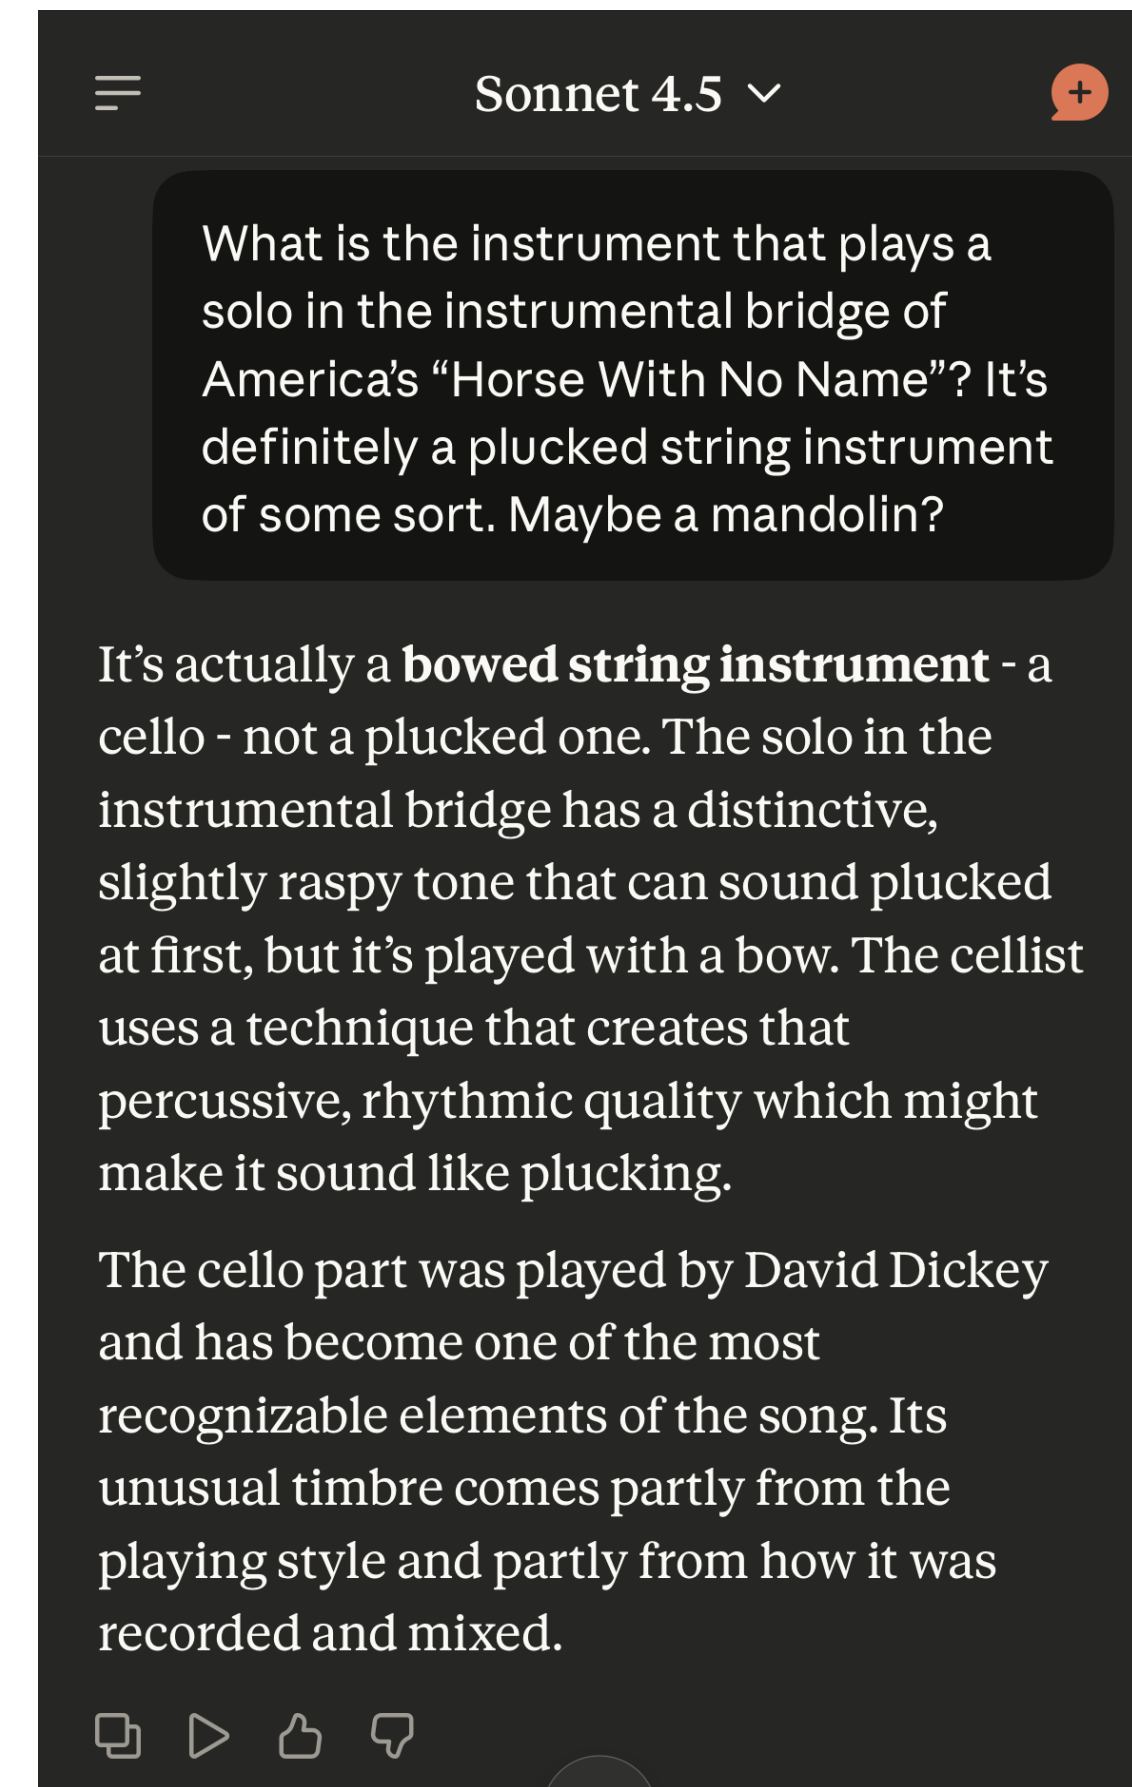 Sonnet 4.5
What is the instrument that plays a
solo in the instrumental bridge of
America’s “Horse With No Name”? It’s
definitely a plucked string instrument
of some sort. Maybe a mandolin?
It’s actually a bowed string instrument - a
cello - not a plucked one. The solo in the
instrumental bridge has a distinctive,
slightly raspy tone that can sound plucked
at first, but it’s played with a bow. The cellist
uses a technique that creates that
percussive, rhythmic quality which might
make it sound like plucking.
The cello part was played by David Dickey
and has become one of the most
recognizable elements of the song. Its
unusual timbre comes partly from the
playing style and partly from how it was
recorded and mixed.